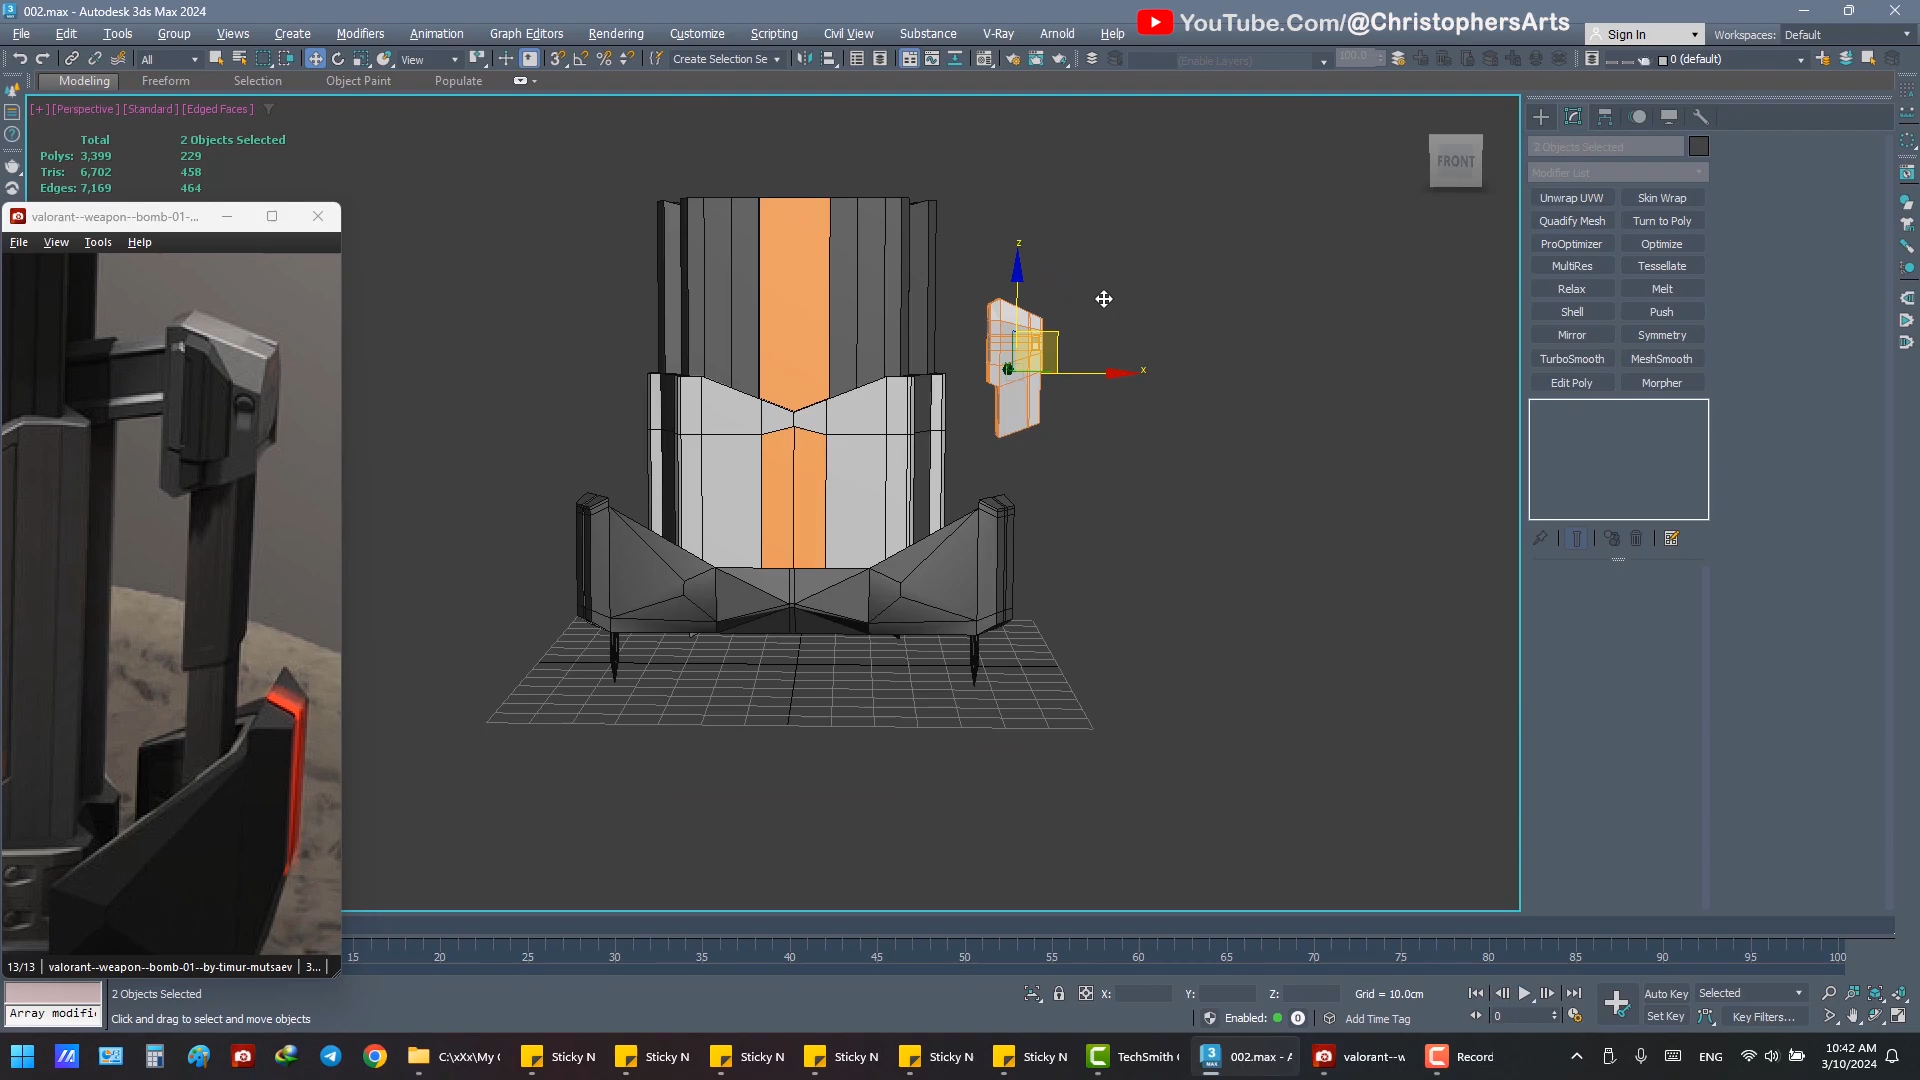 002.max - Autodesk 3ds Max 2024
YouTube.Com/@ChristophersArts
File Edit Tools Group Views Create Modifiers Animation Graph Editors Rendering Customize Scripting Civil View Substance V-Ray Arnold Help
Sign In
Workspaces: Default
All
View
Create Selection Se
(Enable Layers)
100.0
0 (default)
Modeling Freeform Selection Object Paint Populate
[+] [Perspective] [Standard] [Edged Faces]
Total 2 Objects Selected
Polys: 3,399 229
Tris: 6,702 458
Edges: 7,169 464
FRONT
valorant--weapon--bomb-01-...
File View Tools Help
z
x
2 Objects Selected
Modifier List
Unwrap UVW Skin Wrap
Quadify Mesh Turn to Poly
ProOptimizer Optimize
MultiRes Tessellate
Relax Melt
Shell Push
Mirror Symmetry
TurboSmooth MeshSmooth
Edit Poly Morpher
13/13 valorant--weapon--bomb-01--by-timur-mutsaev 3...
15 20 25 30 35 40 45 50 55 60 65 70 75 80 85 90 95 100
2 Objects Selected
X: Y: Z: Grid = 10.0cm
Auto Key Selected
Array modifi
Click and drag to select and move objects
Enabled: 0 Add Time Tag
0
Set Key Key Filters...
C:\xXx\My
Sticky N
Sticky N
Sticky N
Sticky N
Sticky N
Sticky N
TechSmith
002.max - A
valorant--w
Record
ENG
10:42 AM
3/10/2024